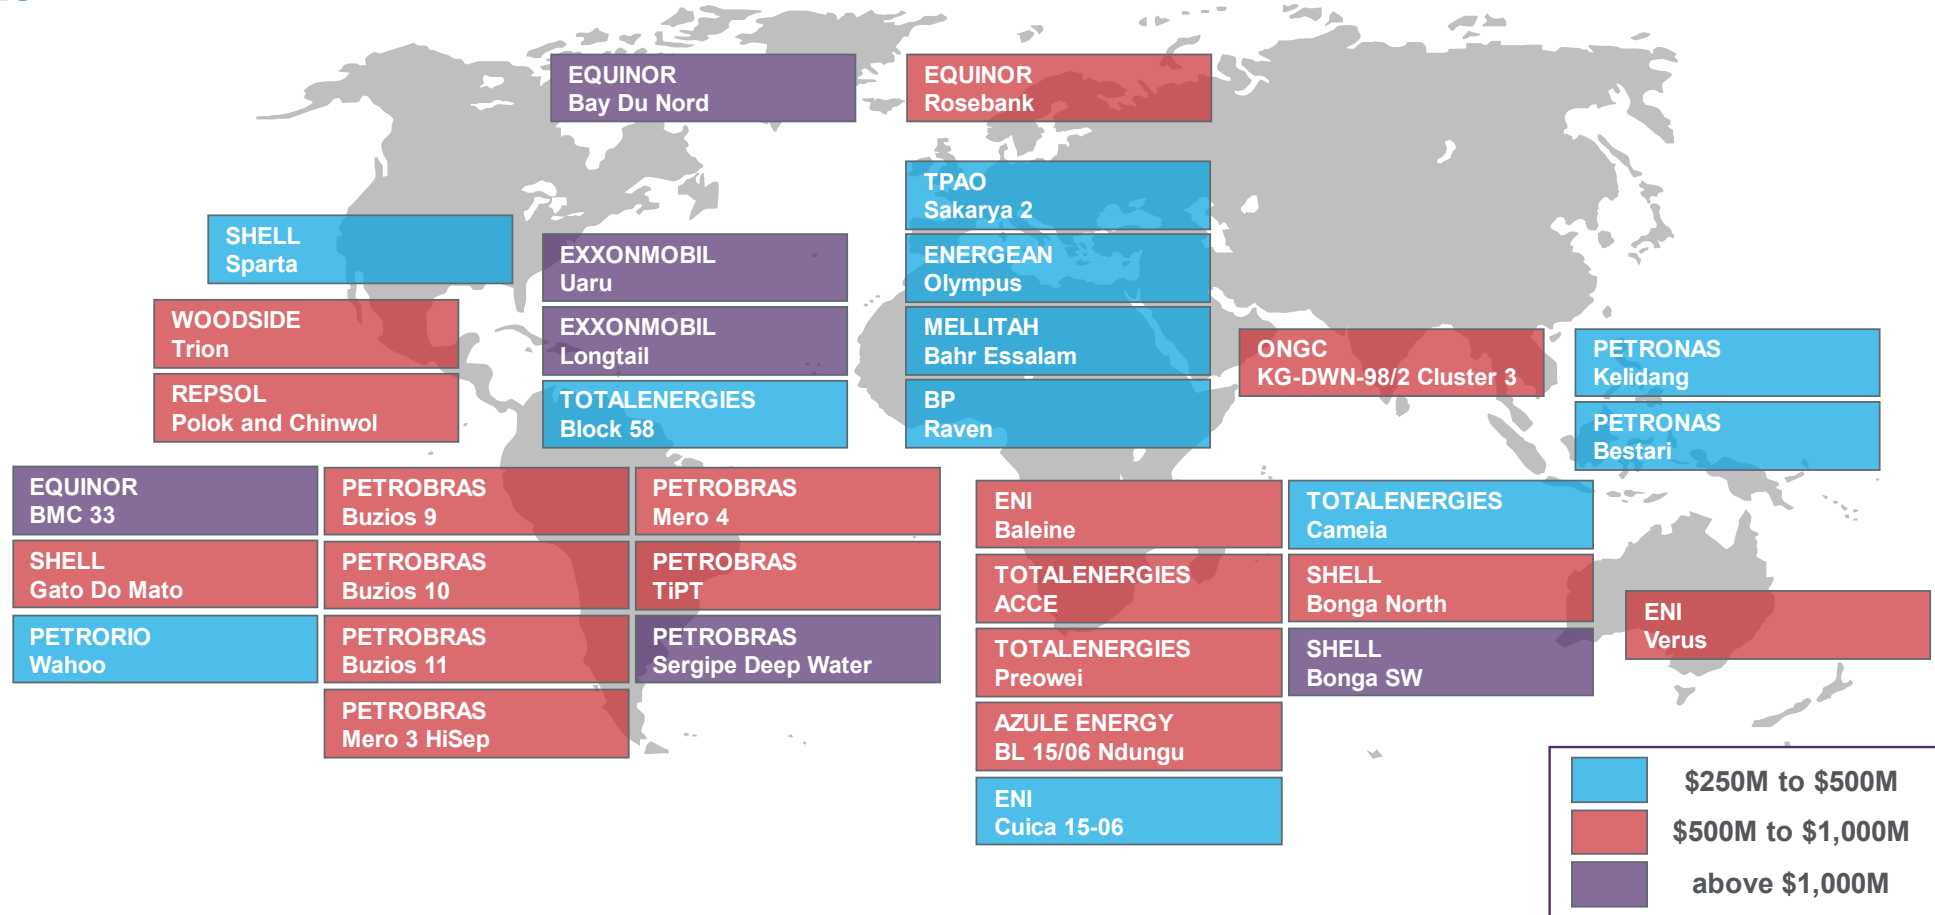 EQUINOR
Bay Du Nord
EQUINOR
Rosebank
TPAO
Sakarya 2
SHELL
Sparta
EXXONMOBIL
Uaru
ENERGEAN
Olympus
WOODSIDE
Trion
EXXONMOBIL
Longtail
MELLITAH
Bahr Essalam
ONGC
KG-DWN-98/2 Cluster 3
PETRONAS
Kelidang
REPSOL
Polok and Chinwol
TOTALENERGIES
Block 58
BP
Raven
PETRONAS
Bestari
EQUINOR
BMC 33
PETROBRAS
Buzios 9
PETROBRAS
Mero 4
ENI
Baleine
TOTALENERGIES
Cameia
SHELL
Gato Do Mato
PETROBRAS
Buzios 10
PETROBRAS
TiPT
TOTALENERGIES
ACCE
SHELL
Bonga North
ENI
Verus
PETRORIO
Wahoo
PETROBRAS
Buzios 11
PETROBRAS
Sergipe Deep Water
TOTALENERGIES
Preowei
SHELL
Bonga SW
PETROBRAS
Mero 3 HiSep
AZULE ENERGY
BL 15/06 Ndungu
ENI
Cuica 15-06
$250M to $500M
$500M to $1,000M
above $1,000M